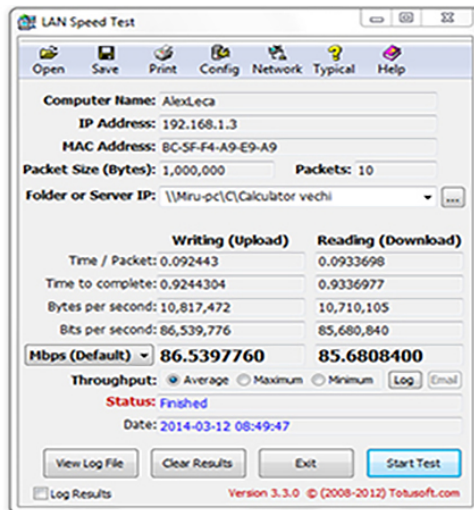 LAN Speed Test
Open Save Print Config Network Typical Help
Computer Name: AlexLeca
IP Address: 192.168.1.3
MAC Address: BC-5F-F4-A9-E9-A9
Packet Size (Bytes): 1,000,000 Packets: 10
Folder or Server IP: \\Miru-pc\C\Calculator vechi ...
Writing (Upload) Reading (Download)
Time / Packet: 0.092443 0.0933698
Time to complete: 0.9244304 0.9336977
Bytes per second: 10,817,472 10,710,105
Bits per second: 86,539,776 85,680,840
Mbps (Default) 86.5397760 85.6808400
Throughput: Average Maximum Minimum Log Email
Status: Finished
Date: 2014-03-12 08:49:47
View Log File Clear Results Exit Start Test
Log Results Version 3.3.0 © (2008-2012) Totusoft.com